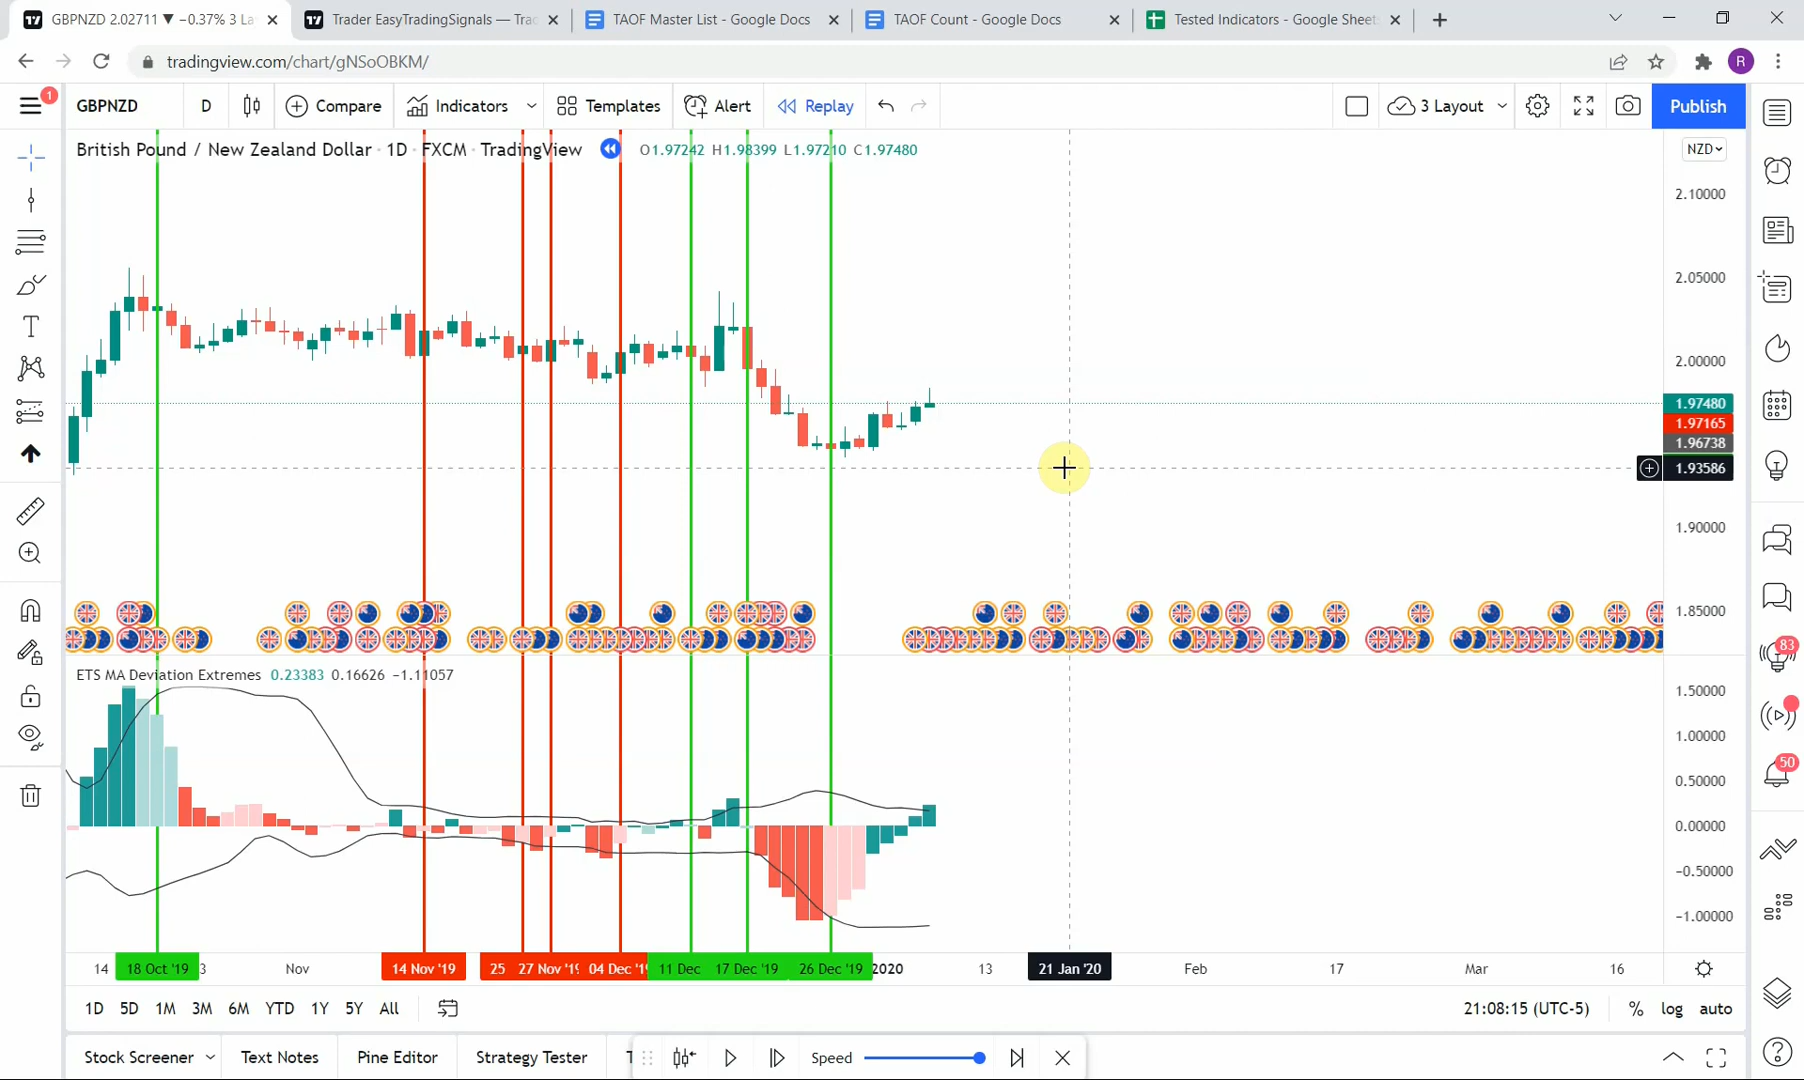 GBPNZD 2.02711 ▼ −0.37% 3 La
Trader EasyTradingSignals — Tra
TAOF Master List - Google Docs
TAOF Count - Google Docs
Tested Indicators - Google Sheet
tradingview.com/chart/gNSoOBKM/
R
1
GBPNZD
D
Compare
Indicators
Templates
Alert
Replay
3 Layout
Publish
British Pound / New Zealand Dollar · 1D · FXCM · TradingView
O1.97242 H1.98399 L1.97210 C1.97480
NZD
2.10000
2.05000
2.00000
1.97480
1.97165
1.96738
1.93586
1.90000
1.85000
83
50
ETS MA Deviation Extremes 0.23383 0.16626 −1.11057
1.50000
1.00000
0.50000
0.00000
−0.50000
−1.00000
14 18 Oct '19 3 Nov 14 Nov '19 25 27 Nov '19 04 Dec '1 11 Dec 17 Dec '19 26 Dec '19 2020 13 21 Jan '20 Feb 17 Mar 16
1D 5D 1M 3M 6M YTD 1Y 5Y All
21:08:15 (UTC-5) % log auto
Stock Screener Text Notes Pine Editor Strategy Tester
Speed